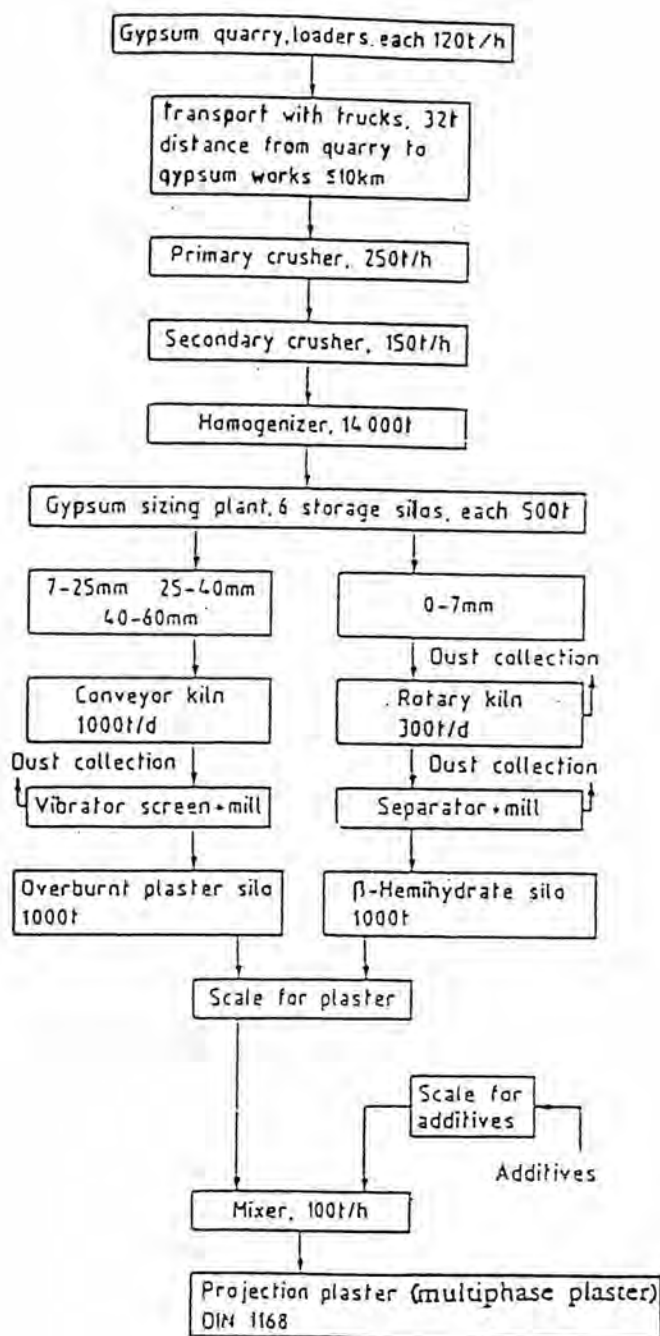 Gypsum quarry, loaders, each 120t/h
Transport with trucks, 32t
distance from quarry to
gypsum works ≤10km
Primary crusher, 250t/h
Secondary crusher, 150t/h
Homogenizer, 14 000t
Gypsum sizing plant, 6 storage silos, each 500t
7-25mm 25-40mm
40-60mm
0-7mm
Dust collection
Conveyor kiln
1000t/d
Rotary kiln
300t/d
Dust collection
Dust collection
Vibrator screen+mill
Separator+mill
Overburnt plaster silo
1000t
β-Hemihydrate silo
1000t
Scale for plaster
Scale for
additives
Additives
Mixer, 100t/h
Projection plaster (multiphase plaster)
DIN 1168